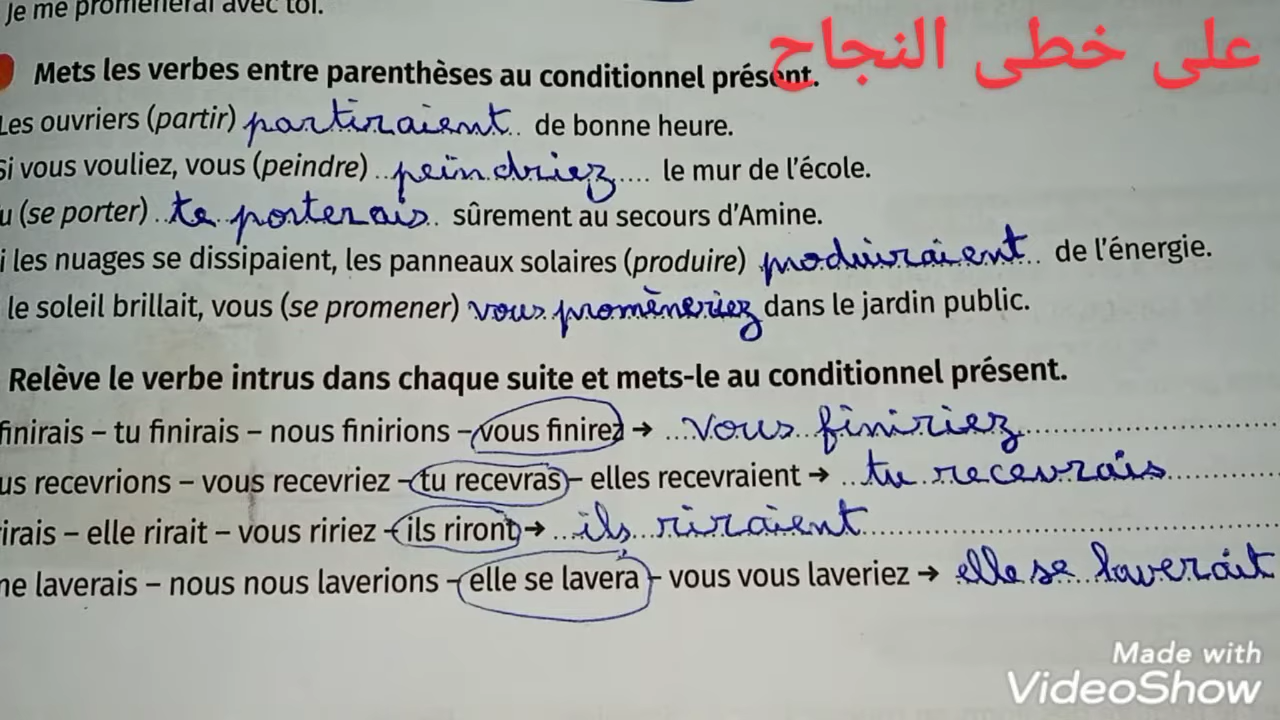 je me promènerai avec toi.
على خطى النجاح
Mets les verbes entre parenthèses au conditionnel présent.
Les ouvriers (partir) partiraient de bonne heure.
Si vous vouliez, vous (peindre) peindriez le mur de l'école.
u (se porter) te porterais sûrement au secours d'Amine.
i les nuages se dissipaient, les panneaux solaires (produire) produiraient de l'énergie.
le soleil brillait, vous (se promener) vous promèneriez dans le jardin public.
Relève le verbe intrus dans chaque suite et mets-le au conditionnel présent.
finirais – tu finirais – nous finirions – vous finirez → vous finiriez
us recevrions – vous recevriez – tu recevras – elles recevraient → tu recevrais
irais – elle rirait – vous ririez – ils riront → ils riraient
me laverais – nous nous laverions – elle se lavera – vous vous laveriez → elle se laverait
Made with
VideoShow